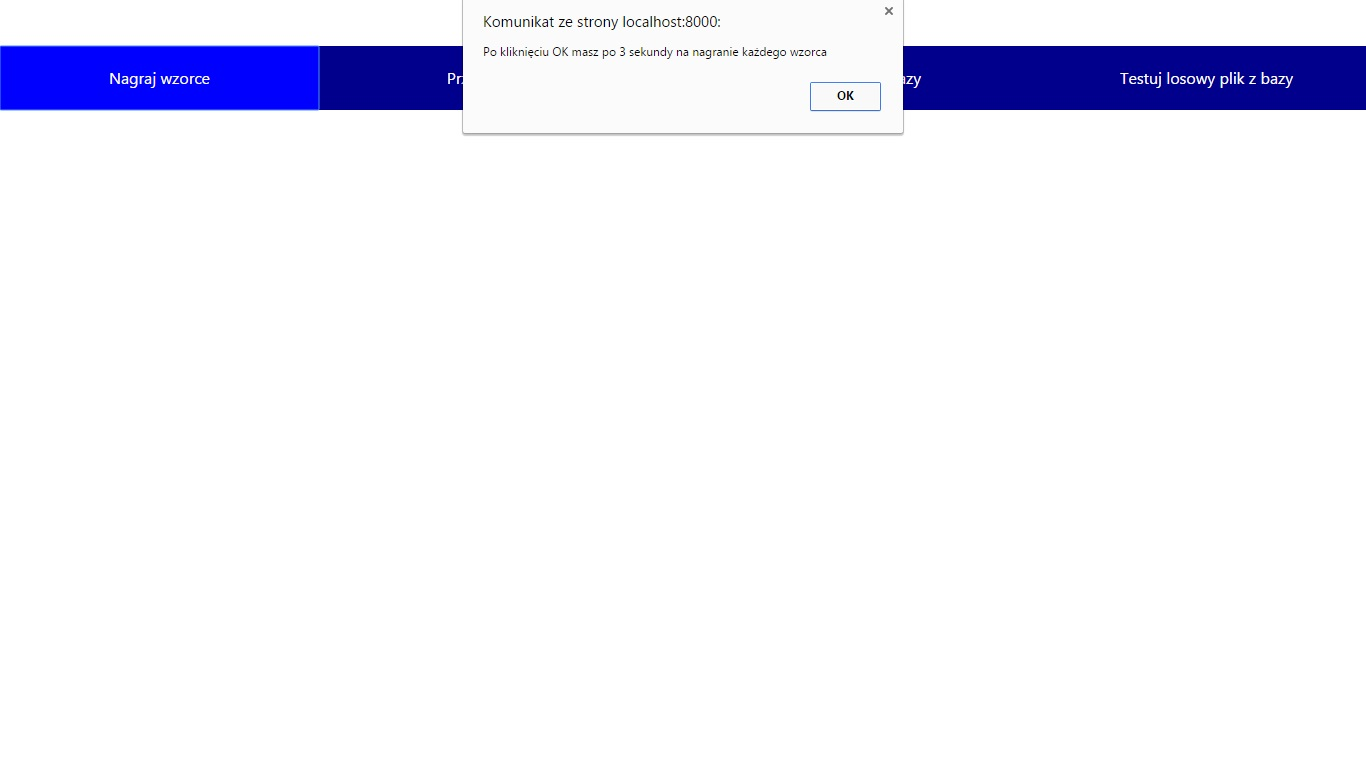 Komunikat ze strony localhost:8000:
Po kliknięciu OK masz po 3 sekundy na nagranie każdego wzorca
OK
Nagraj wzorce
Testuj losowy plik z bazy